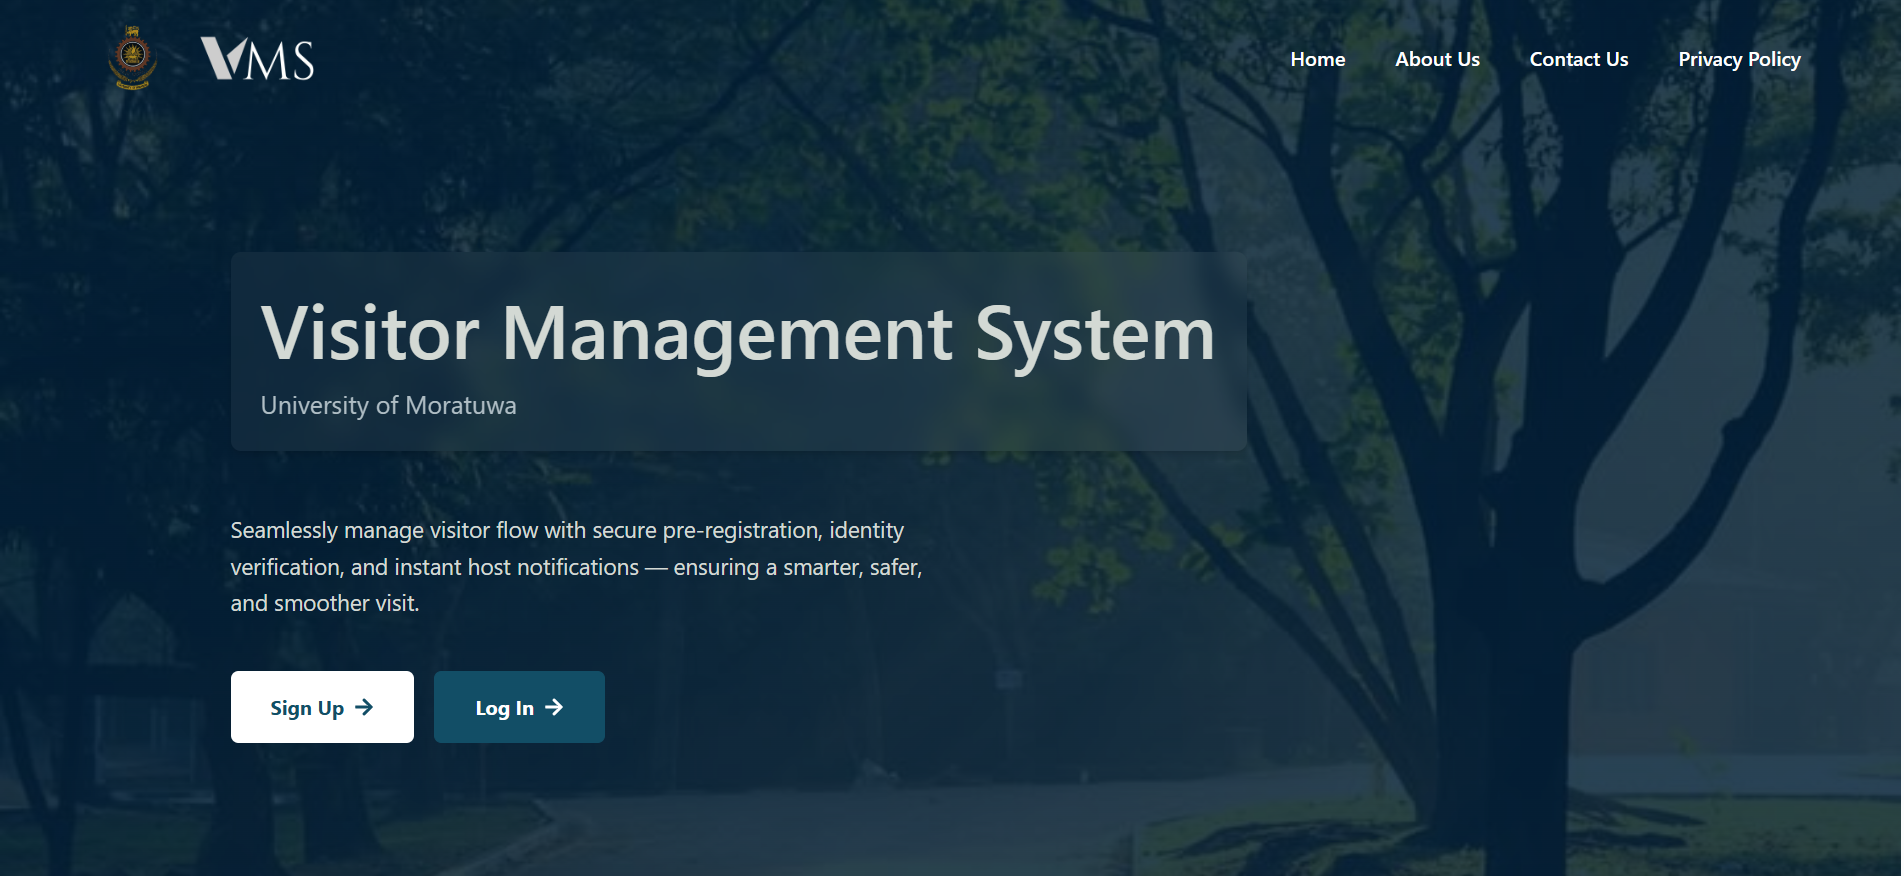 VMS
Home
About Us
Contact Us
Privacy Policy
Visitor Management System
University of Moratuwa
Seamlessly manage visitor flow with secure pre-registration, identity
verification, and instant host notifications — ensuring a smarter, safer,
and smoother visit.
Sign Up →
Log In →